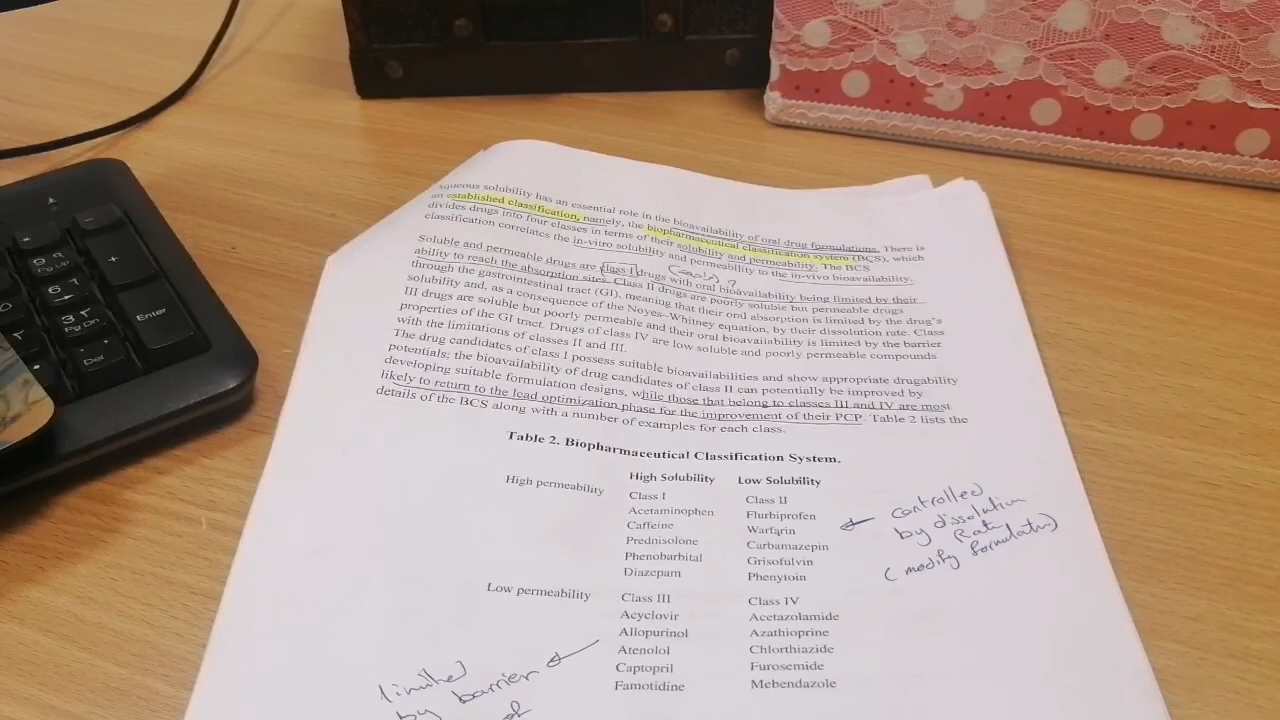 Aqueous solubility has an essential role in the bioavailability of oral drug formulations. There is
an established classification, namely, the biopharmaceutical classification system (BCS), which
divides drugs into four classes in terms of their solubility and permeability. The BCS
classification correlates the in-vitro solubility and permeability to the in-vivo bioavailability.
Soluble and permeable drugs are class I drugs with oral bioavailability being limited by their
ability to reach the absorption sites. Class II drugs are poorly soluble but permeable drugs
through the gastrointestinal tract (GI), meaning that their oral absorption is limited by the drug's
solubility and, as a consequence of the Noyes–Whitney equation, by their dissolution rate. Class
III drugs are soluble but poorly permeable and their oral bioavailability is limited by the barrier
properties of the GI tract. Drugs of class IV are low soluble and poorly permeable compounds
with the limitations of classes II and III.
The drug candidates of class I possess suitable bioavailabilities and show appropriate drugability
potentials; the bioavailability of drug candidates of class II can potentially be improved by
developing suitable formulation designs, while those that belong to classes III and IV are most
likely to return to the lead optimization phase for the improvement of their PCP. Table 2 lists the
details of the BCS along with a number of examples for each class.
Table 2. Biopharmaceutical Classification System.
High Solubility Low Solubility
High permeability Class I Class II
Acetaminophen Flurbiprofen
Caffeine Warfarin
Prednisolone Carbamazepin
Phenobarbital Grisofulvin
Diazepam Phenytoin
controlled
by dissolution
Rate
(modify formulation)
Low permeability Class III Class IV
Acyclovir Acetazolamide
Allopurinol Azathioprine
Atenolol Chlorthiazide
Captopril Furosemide
Famotidine Mebendazole
limited
by barrier
of
*
-
٩ 9
Pg Up
+
٦ 6
٣ 3
Pg Dn
Enter
Del